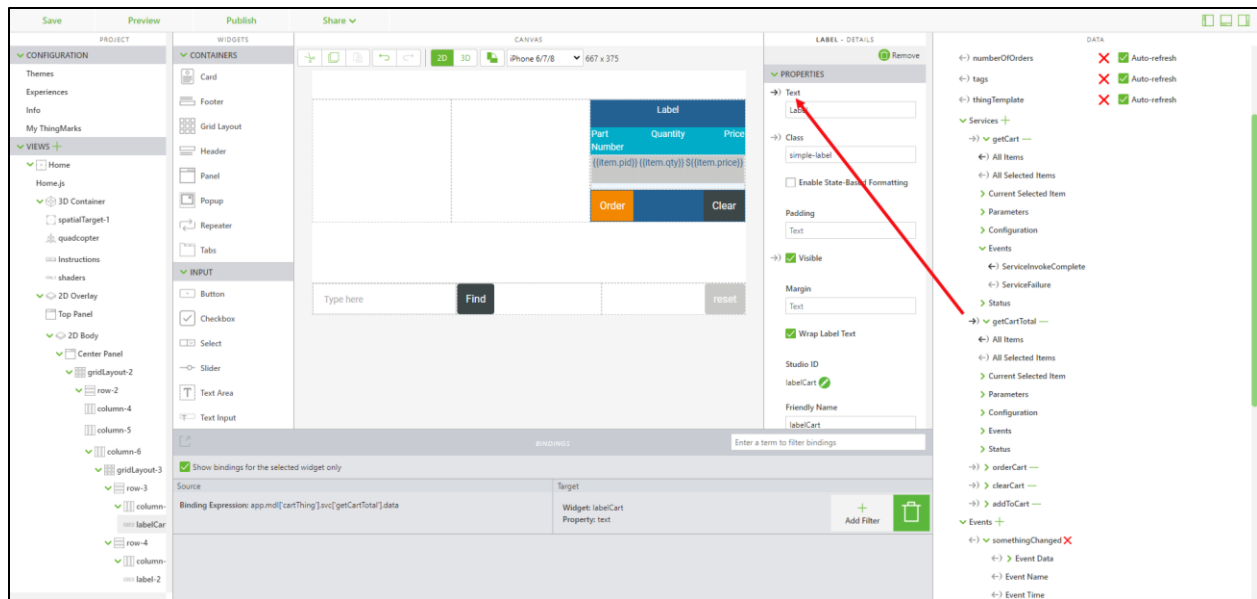 Save
Preview
Publish
Share
PROJECT
CONFIGURATION
Themes
Experiences
Info
My ThingMarks
VIEWS
Home
Home.js
3D Container
spatialTarget-1
quadcopter
Instructions
shaders
2D Overlay
Top Panel
2D Body
Center Panel
gridLayout-2
row-2
column-4
column-5
column-6
gridLayout-3
row-3
column-
labelCar
row-4
column-
label-2
WIDGETS
CONTAINERS
Card
Footer
Grid Layout
Header
Panel
Popup
Repeater
Tabs
INPUT
Button
Checkbox
Select
Slider
Text Area
Text Input
CANVAS
2D 3D iPhone 6/7/8 667 x 375
Label
Part Number Quantity Price
{{item.pid}} {{item.qty}} ${{item.price}}
Order Clear
Type here Find reset
LABEL - DETAILS
Remove
PROPERTIES
Text
Label
Class
simple-label
Enable State-Based Formatting
Padding
Text
Visible
Margin
Text
Wrap Label Text
Studio ID
labelCart
Friendly Name
labelCart
BINDINGS
Enter a term to filter bindings
Show bindings for the selected widget only
Source Target
Binding Expression: app.mdl['cartThing'].svc['getCartTotal'].data
Widget: labelCart
Property: text
Add Filter
DATA
numberOfOrders Auto-refresh
tags Auto-refresh
thingTemplate Auto-refresh
Services
getCart
All Items
All Selected Items
Current Selected Item
Parameters
Configuration
Events
ServiceInvokeComplete
ServiceFailure
Status
getCartTotal
All Items
All Selected Items
Current Selected Item
Parameters
Configuration
Events
Status
orderCart
clearCart
addToCart
Events
somethingChanged
Event Data
Event Name
Event Time